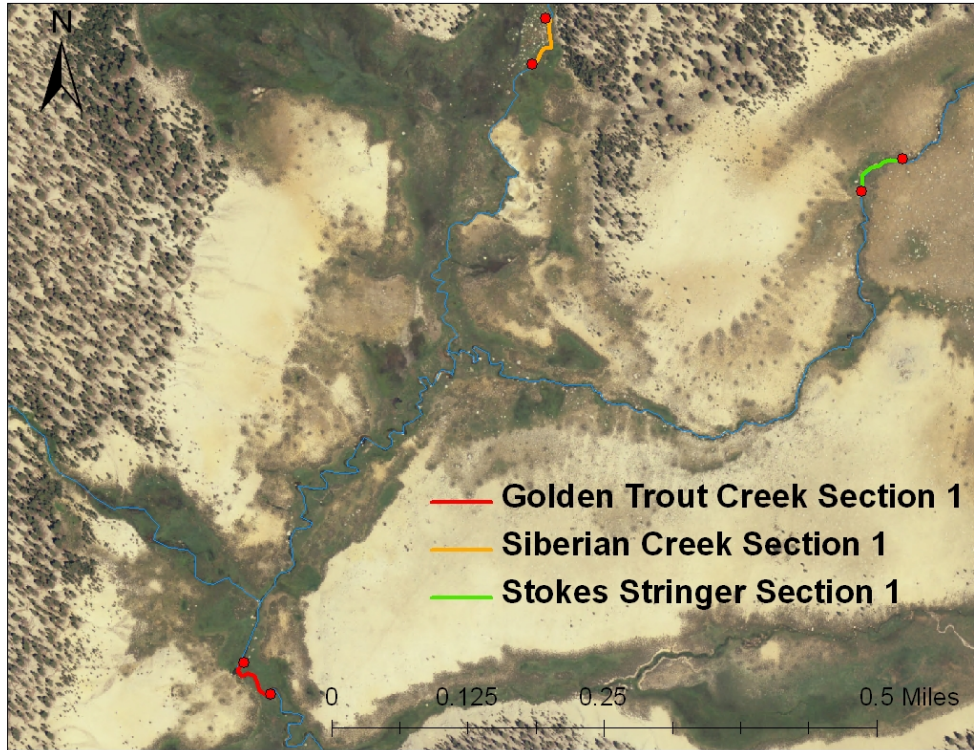 N
Golden Trout Creek Section 1
Siberian Creek Section 1
Stokes Stringer Section 1
0 0.125 0.25 0.5 Miles